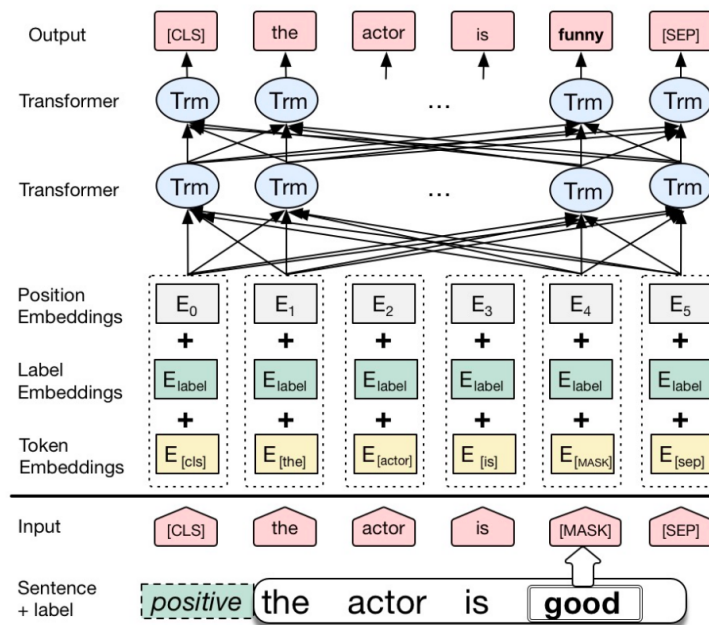 Output [CLS] the actor is funny [SEP]
Transformer Trm Trm ... Trm Trm
Transformer Trm Trm ... Trm Trm
Position Embeddings E0 E1 E2 E3 E4 E5
+ + + + + +
Label Embeddings Elabel Elabel Elabel Elabel Elabel Elabel
+ + + + + +
Token Embeddings E[cls] E[the] E[actor] E[is] E[MASK] E[sep]
Input [CLS] the actor is [MASK] [SEP]
Sentence + label positive the actor is good